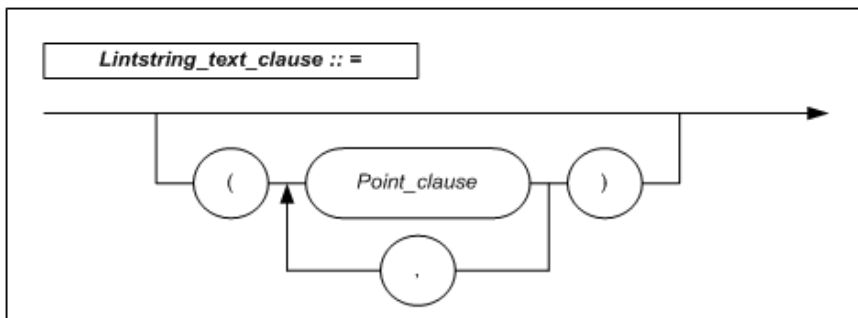 Lintstring_text_clause :: =
( Point_clause )
,